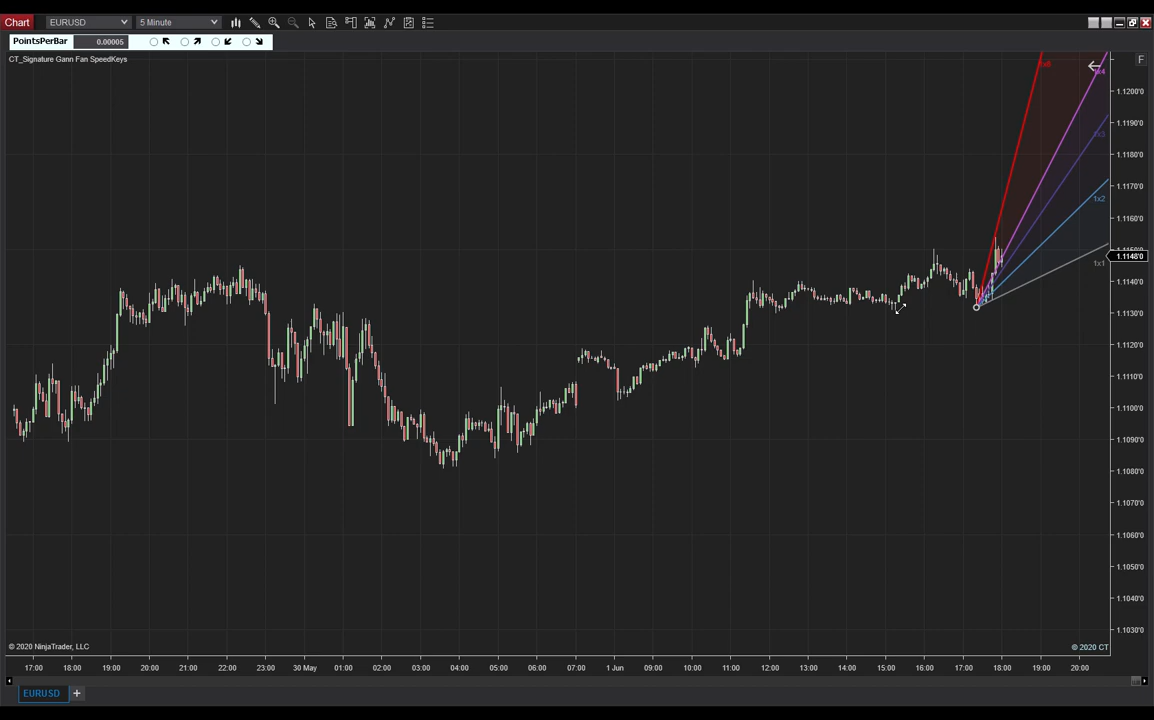 Chart EURUSD 5 Minute
PointsPerBar 0.00005
CT_Signature Gann Fan SpeedKeys
F
1x8
1x4
1x3
1x2
1x1
1.1200'0
1.1190'0
1.1180'0
1.1170'0
1.1160'0
1.1150'0
1.1148'0
1.1140'0
1.1130'0
1.1120'0
1.1110'0
1.1100'0
1.1090'0
1.1080'0
1.1070'0
1.1060'0
1.1050'0
1.1040'0
1.1030'0
© 2020 NinjaTrader, LLC
© 2020 CT
17:00 18:00 19:00 20:00 21:00 22:00 23:00 30 May 01:00 02:00 03:00 04:00 05:00 06:00 07:00 1 Jun 09:00 10:00 11:00 12:00 13:00 14:00 15:00 16:00 17:00 18:00 19:00 20:00
EURUSD +